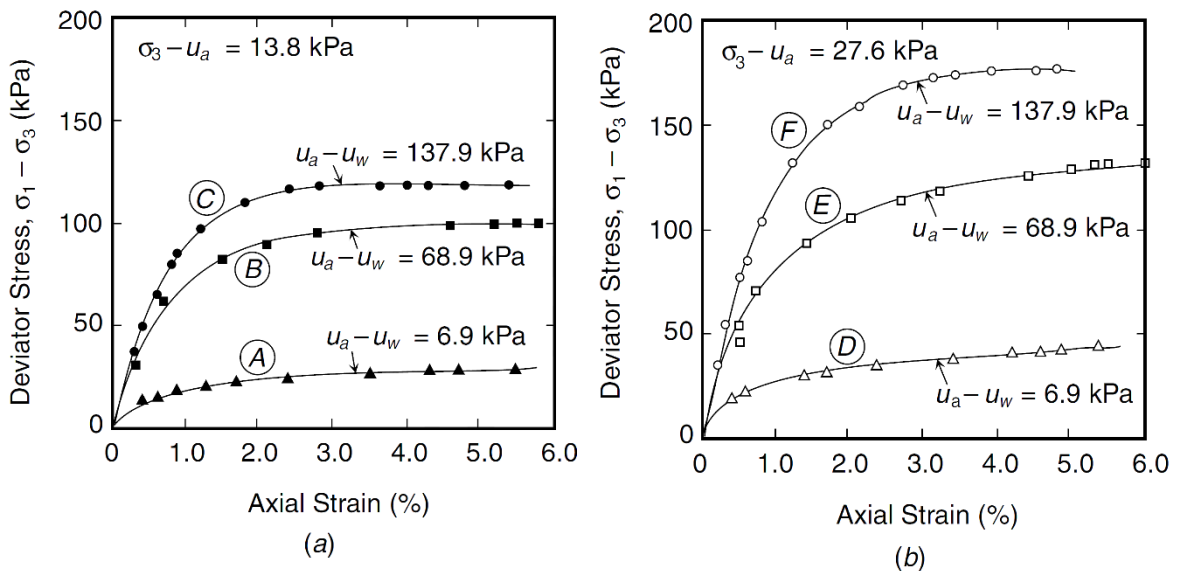 200
150
100
50
0
Deviator Stress, σ1 − σ3 (kPa)
σ3 − ua = 13.8 kPa
ua − uw = 137.9 kPa
C
B
ua − uw = 68.9 kPa
ua − uw = 6.9 kPa
A
0 1.0 2.0 3.0 4.0 5.0 6.0
Axial Strain (%)
(a)
200
150
100
50
0
Deviator Stress, σ1 − σ3 (kPa)
σ3 − ua = 27.6 kPa
F
ua − uw = 137.9 kPa
E
ua − uw = 68.9 kPa
D
ua − uw = 6.9 kPa
0 1.0 2.0 3.0 4.0 5.0 6.0
Axial Strain (%)
(b)